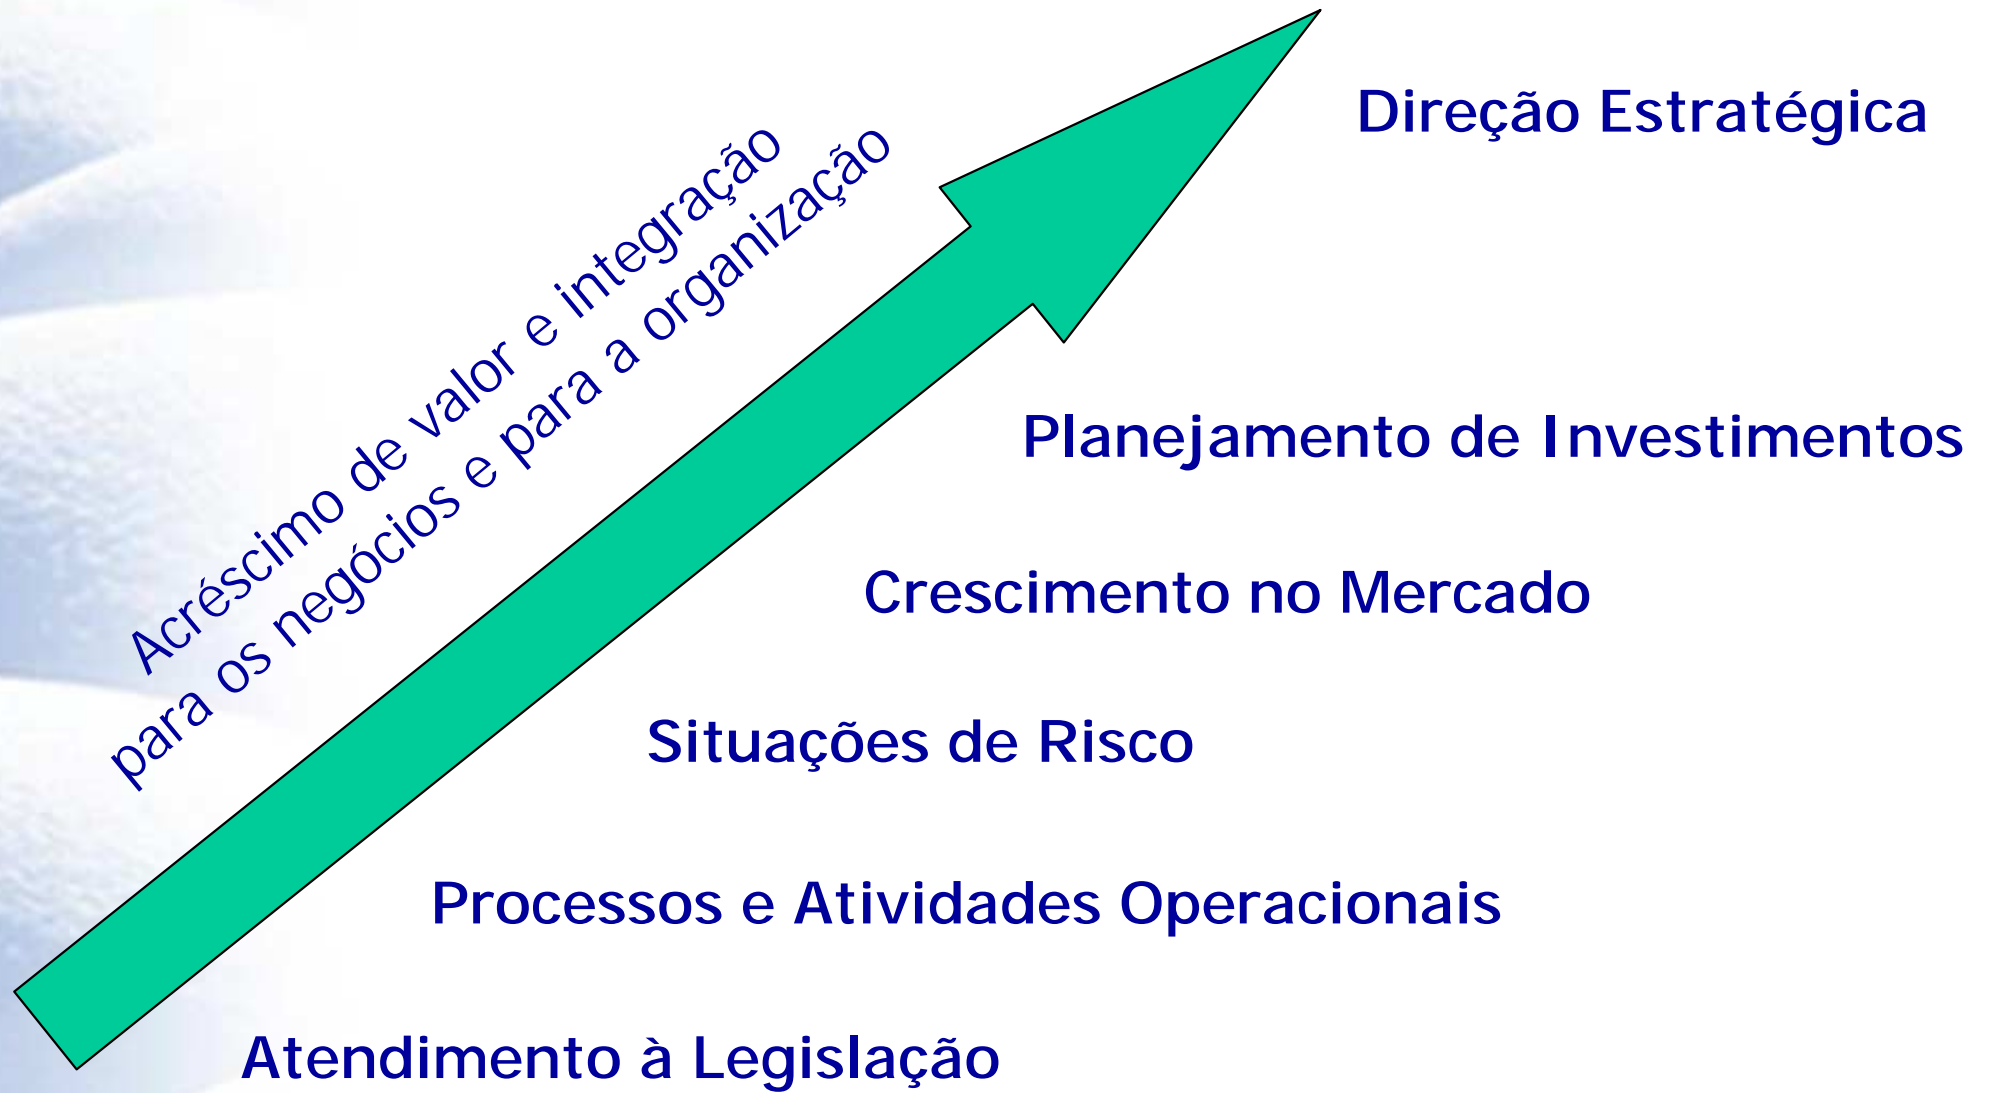 Direção Estratégica
Acréscimo de valor e integração
para os negócios e para a organização
Planejamento de Investimentos
Crescimento no Mercado
Situações de Risco
Processos e Atividades Operacionais
Atendimento à Legislação